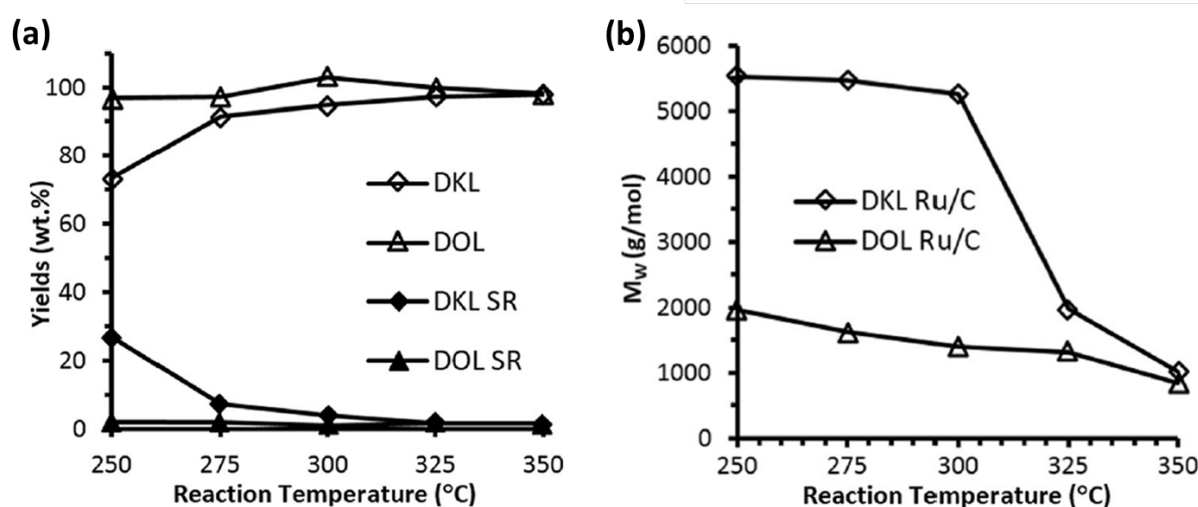 (a)
100
80
60
40
20
0
Yields (wt.%)
DKL
DOL
DKL SR
DOL SR
250 275 300 325 350
Reaction Temperature (°C)
(b)
6000
5000
4000
3000
2000
1000
0
M_W (g/mol)
DKL Ru/C
DOL Ru/C
250 275 300 325 350
Reaction Temperature (°C)